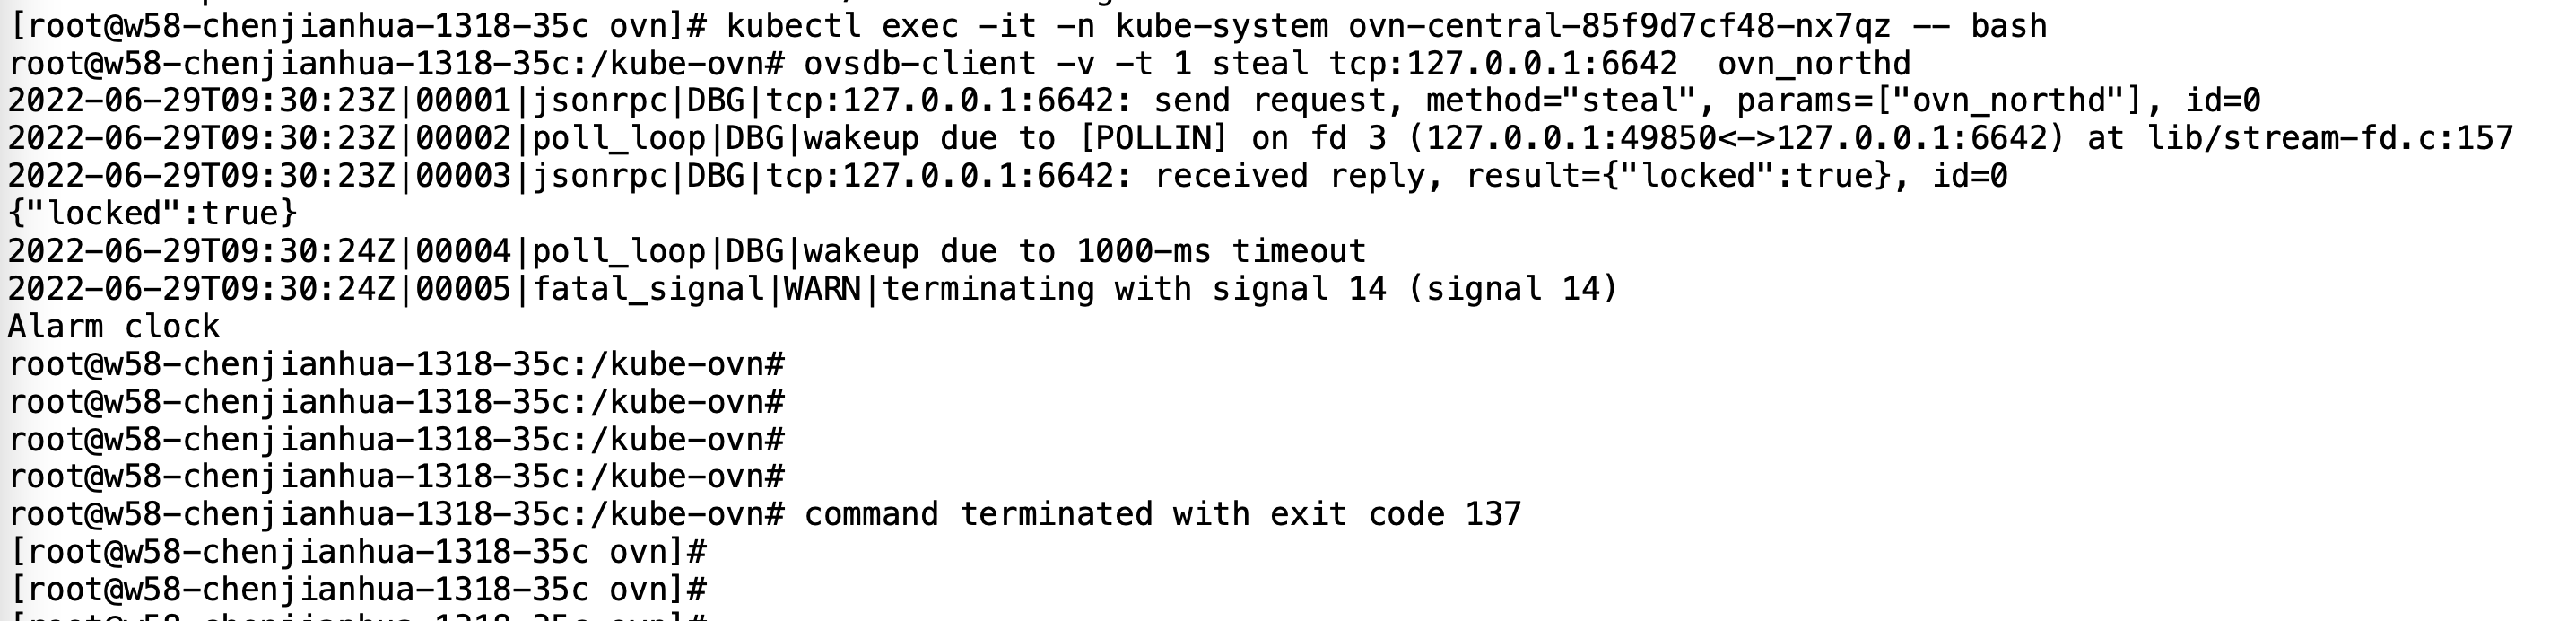 [root@w58-chenjianhua-1318-35c ovn]# kubectl exec -it -n kube-system ovn-central-85f9d7cf48-nx7qz -- bash
root@w58-chenjianhua-1318-35c:/kube-ovn# ovsdb-client -v -t 1 steal tcp:127.0.0.1:6642  ovn_northd
2022-06-29T09:30:23Z|00001|jsonrpc|DBG|tcp:127.0.0.1:6642: send request, method="steal", params=["ovn_northd"], id=0
2022-06-29T09:30:23Z|00002|poll_loop|DBG|wakeup due to [POLLIN] on fd 3 (127.0.0.1:49850<->127.0.0.1:6642) at lib/stream-fd.c:157
2022-06-29T09:30:23Z|00003|jsonrpc|DBG|tcp:127.0.0.1:6642: received reply, result={"locked":true}, id=0
{"locked":true}
2022-06-29T09:30:24Z|00004|poll_loop|DBG|wakeup due to 1000-ms timeout
2022-06-29T09:30:24Z|00005|fatal_signal|WARN|terminating with signal 14 (signal 14)
Alarm clock
root@w58-chenjianhua-1318-35c:/kube-ovn#
root@w58-chenjianhua-1318-35c:/kube-ovn#
root@w58-chenjianhua-1318-35c:/kube-ovn#
root@w58-chenjianhua-1318-35c:/kube-ovn#
root@w58-chenjianhua-1318-35c:/kube-ovn# command terminated with exit code 137
[root@w58-chenjianhua-1318-35c ovn]#
[root@w58-chenjianhua-1318-35c ovn]#